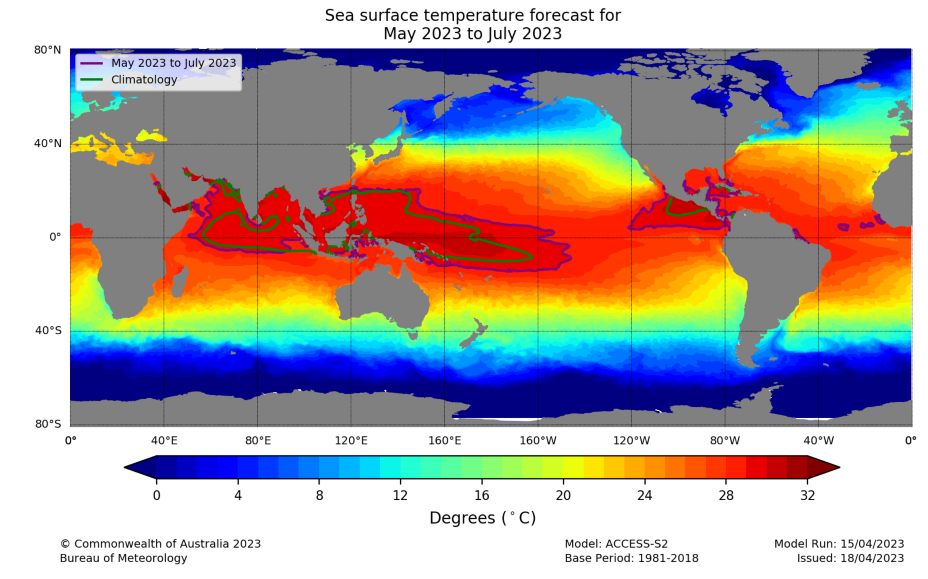 Sea surface temperature forecast for
May 2023 to July 2023
80°N
40°N
0°
40°S
80°S
May 2023 to July 2023
Climatology
0° 40°E 80°E 120°E 160°E 160°W 120°W 80°W 40°W 0°
0 4 8 12 16 20 24 28 32
Degrees (°C)
© Commonwealth of Australia 2023
Bureau of Meteorology
Model: ACCESS-S2
Base Period: 1981-2018
Model Run: 15/04/2023
Issued: 18/04/2023